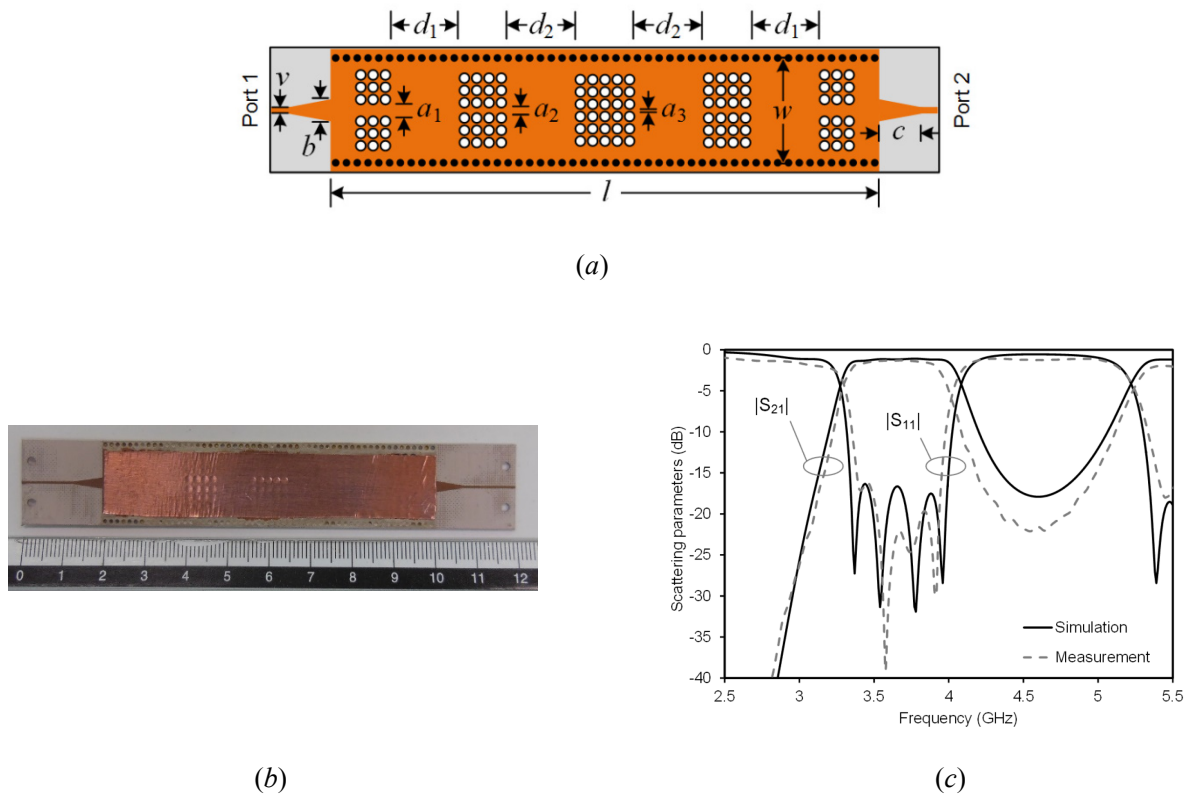 d1 d2 d2 d1
Port 1
v
b
a1 a2 a3 w
c
Port 2
l
(a)
0 1 2 3 4 5 6 7 8 9 10 11 12
(b)
Scattering parameters (dB)
0
-5
-10
-15
-20
-25
-30
-35
-40
|S21|
|S11|
Simulation
Measurement
2.5 3 3.5 4 4.5 5 5.5
Frequency (GHz)
(c)